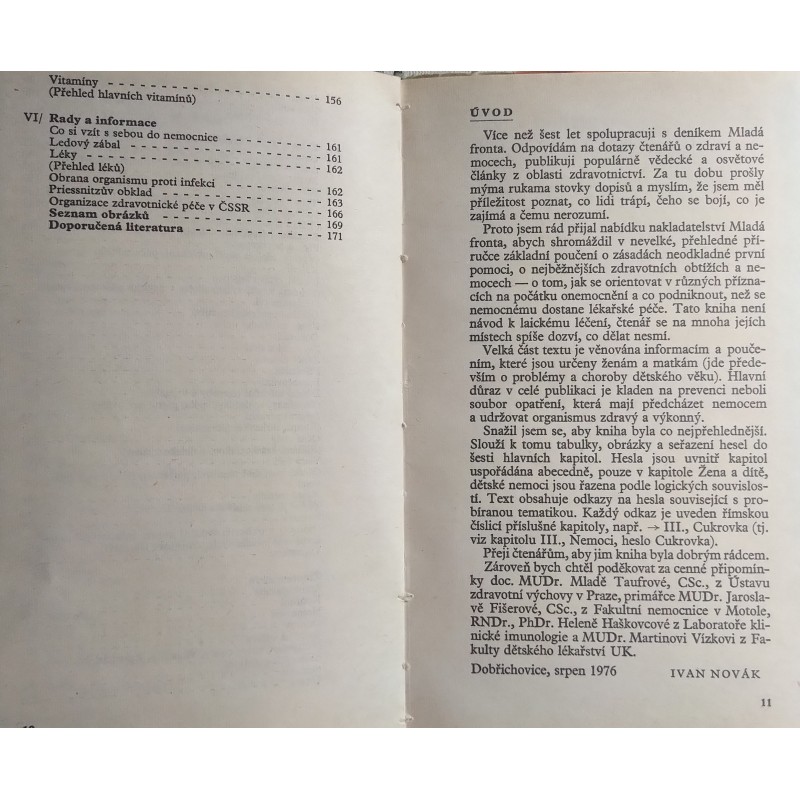 Vitamíny - - - - - - - - - - - - - - - - - - - - 156
(Přehled hlavních vitamínů)
VI/ Rady a informace
Co si vzít s sebou do nemocnice - - - - - - - - - 161
Ledový zábal - - - - - - - - - - - - - - - - - - 161
Léky - - - - - - - - - - - - - - - - - - - - - - 162
(Přehled léků)
Obrana organismu proti infekci - - - - - - - - - 162
Priessnitzův obklad - - - - - - - - - - - - - - - 163
Organizace zdravotnické péče v ČSSR - - - - - - - 166
Seznam obrázků - - - - - - - - - - - - - - - - - 169
Doporučená literatura - - - - - - - - - - - - - - 171
ÚVOD
Více než šest let spolupracuji s deníkem Mladá
fronta. Odpovídám na dotazy čtenářů o zdraví a ne-
mocech, publikuji populárně vědecké a osvětové
články z oblasti zdravotnictví. Za tu dobu prošly
mýma rukama stovky dopisů a myslím, že jsem měl
příležitost poznat, co lidi trápí, čeho se bojí, co je
zajímá a čemu nerozumí.
Proto jsem rád přijal nabídku nakladatelství Mladá
fronta, abych shromáždil v nevelké, přehledné pří-
ručce základní poučení o zásadách neodkladné první
pomoci, o nejběžnějších zdravotních obtížích a ne-
mocech — o tom, jak se orientovat v různých přízna-
cích na počátku onemocnění a co podniknout, než se
nemocnému dostane lékařské péče. Tato kniha není
návod k laickému léčení, čtenář se na mnoha jejích
místech spíše dozví, co dělat nesmí.
Velká část textu je věnována informacím a pouče-
ním, které jsou určeny ženám a matkám (jde přede-
vším o problémy a choroby dětského věku). Hlavní
důraz v celé publikaci je kladen na prevenci neboli
soubor opatření, která mají předcházet nemocem
a udržovat organismus zdravý a výkonný.
Snažil jsem se, aby kniha byla co nejpřehlednější.
Slouží k tomu tabulky, obrázky a seřazení hesel do
šesti hlavních kapitol. Hesla jsou uvnitř kapitol
uspořádána abecedně, pouze v kapitole Žena a dítě,
dětské nemoci jsou řazena podle logických souvislos-
tí. Text obsahuje odkazy na hesla související s pro-
bíranou tematikou. Každý odkaz je uveden římskou
číslicí příslušné kapitoly, např. → III., Cukrovka (tj.
viz kapitolu III., Nemoci, heslo Cukrovka).
Přeji čtenářům, aby jim kniha byla dobrým rádcem.
Zároveň bych chtěl poděkovat za cenné připomín-
ky doc. MUDr. Mladě Taufrové, CSc., z Ústavu
zdravotní výchovy v Praze, primářce MUDr. Jarosla-
vě Fišerové, CSc., z Fakultní nemocnice v Motole,
RNDr., PhDr. Heleně Haškovcové z Laboratoře kli-
nické imunologie a MUDr. Martinovi Vízkovi z Fa-
kulty dětského lékařství UK.
Dobřichovice, srpen 1976 IVAN NOVÁK
11